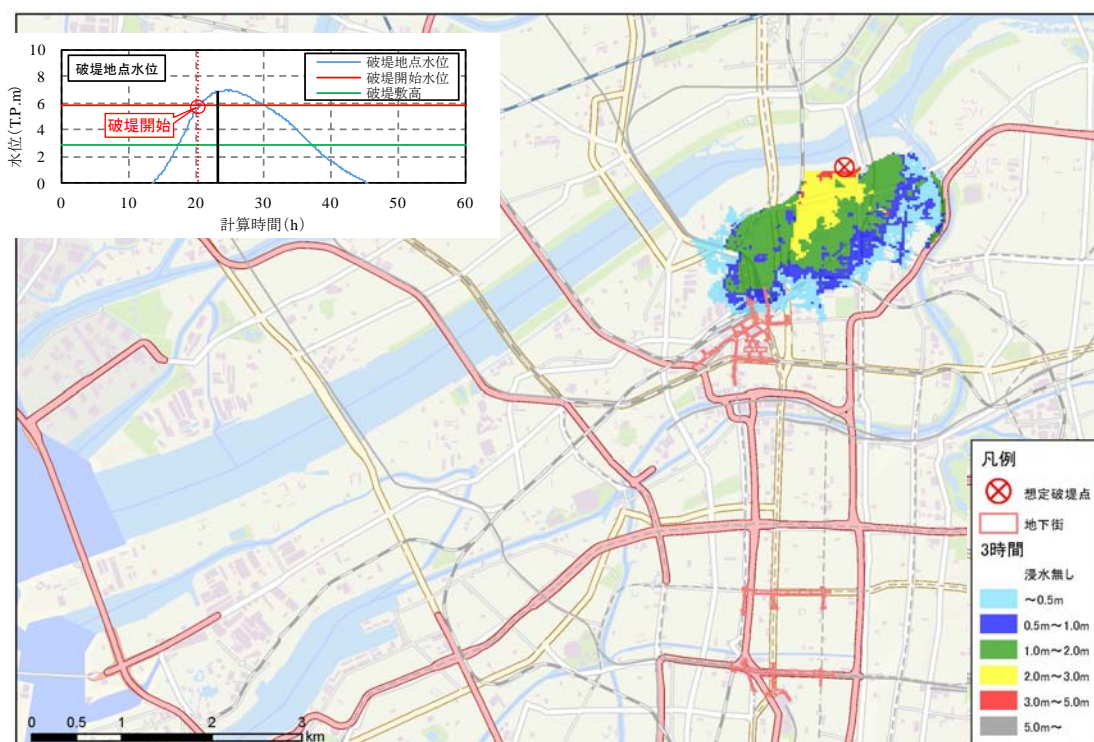 破堤地点水位
破堤地点水位
破堤開始水位
破堤敷高
破堤開始
水位(T.P.m)
10
8
6
4
2
0
0 10 20 30 40 50 60
計算時間(h)
凡例
想定破堤点
地下街
3時間
浸水無し
～0.5m
0.5m～1.0m
1.0m～2.0m
2.0m～3.0m
3.0m～5.0m
5.0m～
0 0.5 1 2 3
km